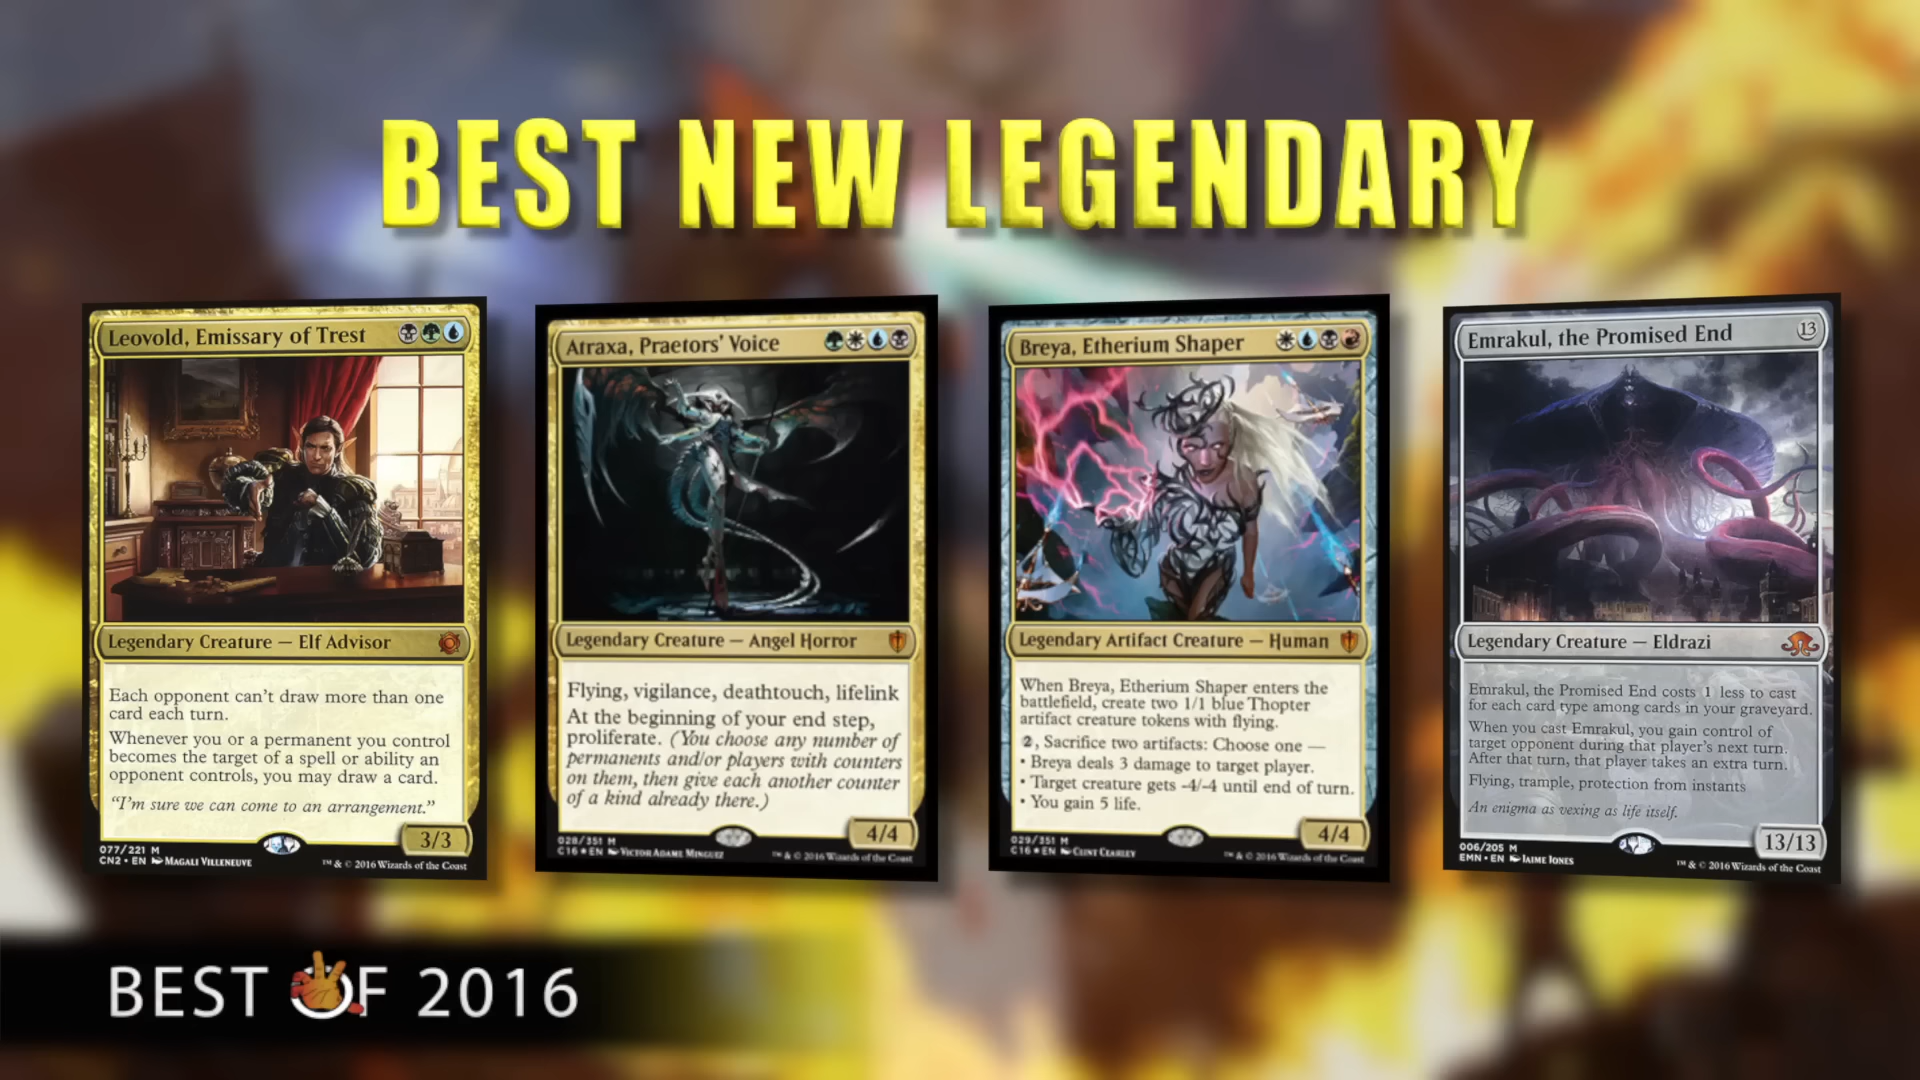 BEST NEW LEGENDARY
Leovold, Emissary of Trest
Legendary Creature — Elf Advisor
Each opponent can't draw more than one
card each turn.
Whenever you or a permanent you control
becomes the target of a spell or ability an
opponent controls, you may draw a card.
"I'm sure we can come to an arrangement."
3/3
077/221 M
CN2 • EN Magali Villeneuve
™ & © 2016 Wizards of the Coast
Atraxa, Praetors' Voice
Legendary Creature — Angel Horror
Flying, vigilance, deathtouch, lifelink
At the beginning of your end step,
proliferate. (You choose any number of
permanents and/or players with counters
on them, then give each another counter
of a kind already there.)
4/4
028/351 M
C16 ★ EN Victor Adame Minguez
™ & © 2016 Wizards of the Coast
Breya, Etherium Shaper
Legendary Artifact Creature — Human
When Breya, Etherium Shaper enters the
battlefield, create two 1/1 blue Thopter
artifact creature tokens with flying.
2, Sacrifice two artifacts: Choose one —
• Breya deals 3 damage to target player.
• Target creature gets -4/-4 until end of turn.
• You gain 5 life.
4/4
029/351 M
C16 ★ EN Clint Cearley
™ & © 2016 Wizards of the Coast
Emrakul, the Promised End 13
Legendary Creature — Eldrazi
Emrakul, the Promised End costs 1 less to cast
for each card type among cards in your graveyard.
When you cast Emrakul, you gain control of
target opponent during that player's next turn.
After that turn, that player takes an extra turn.
Flying, trample, protection from instants
An enigma as vexing as life itself.
13/13
006/205 M
EMN • EN Jaime Jones
™ & © 2016 Wizards of the Coast
BEST OF 2016